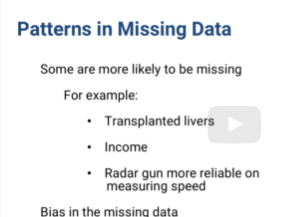 Patterns in Missing Data
Some are more likely to be missing
For example:
• Transplanted livers
• Income
• Radar gun more reliable on
measuring speed
Bias in the missing data